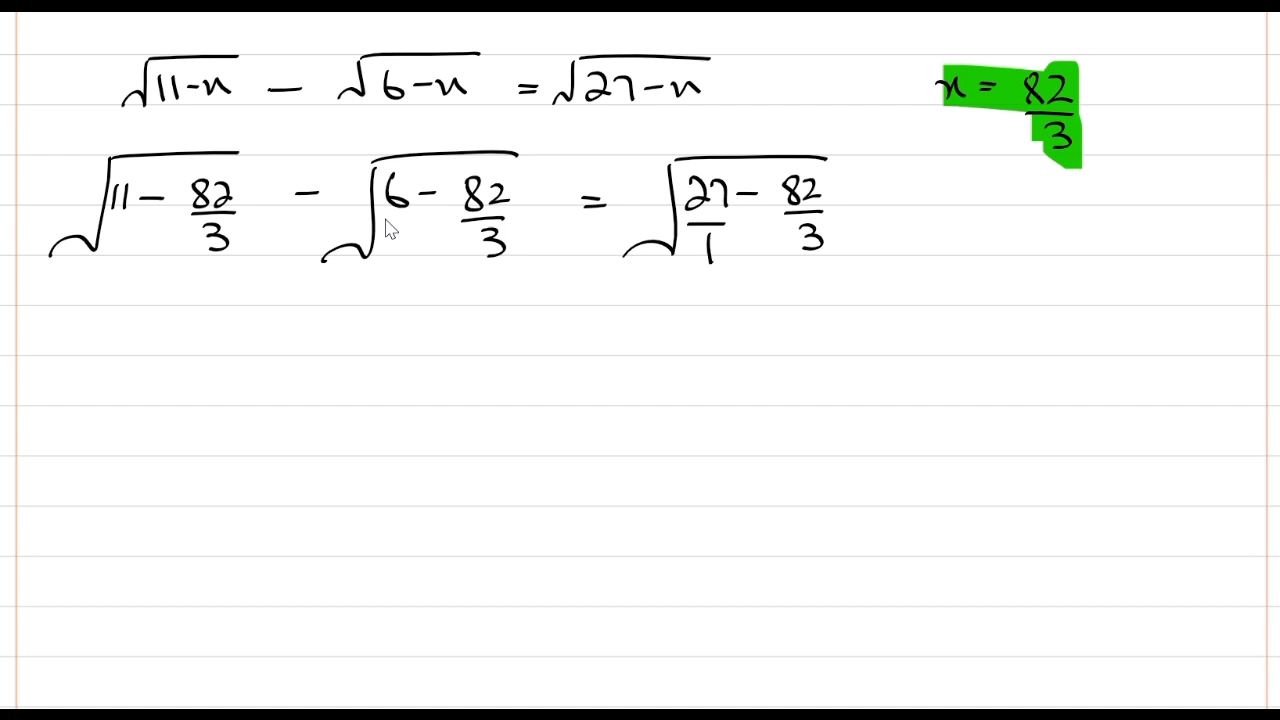 √11-x - √6-x = √27-x x = 82/3
√11 - 82/3 - √6 - 82/3 = √27/1 - 82/3